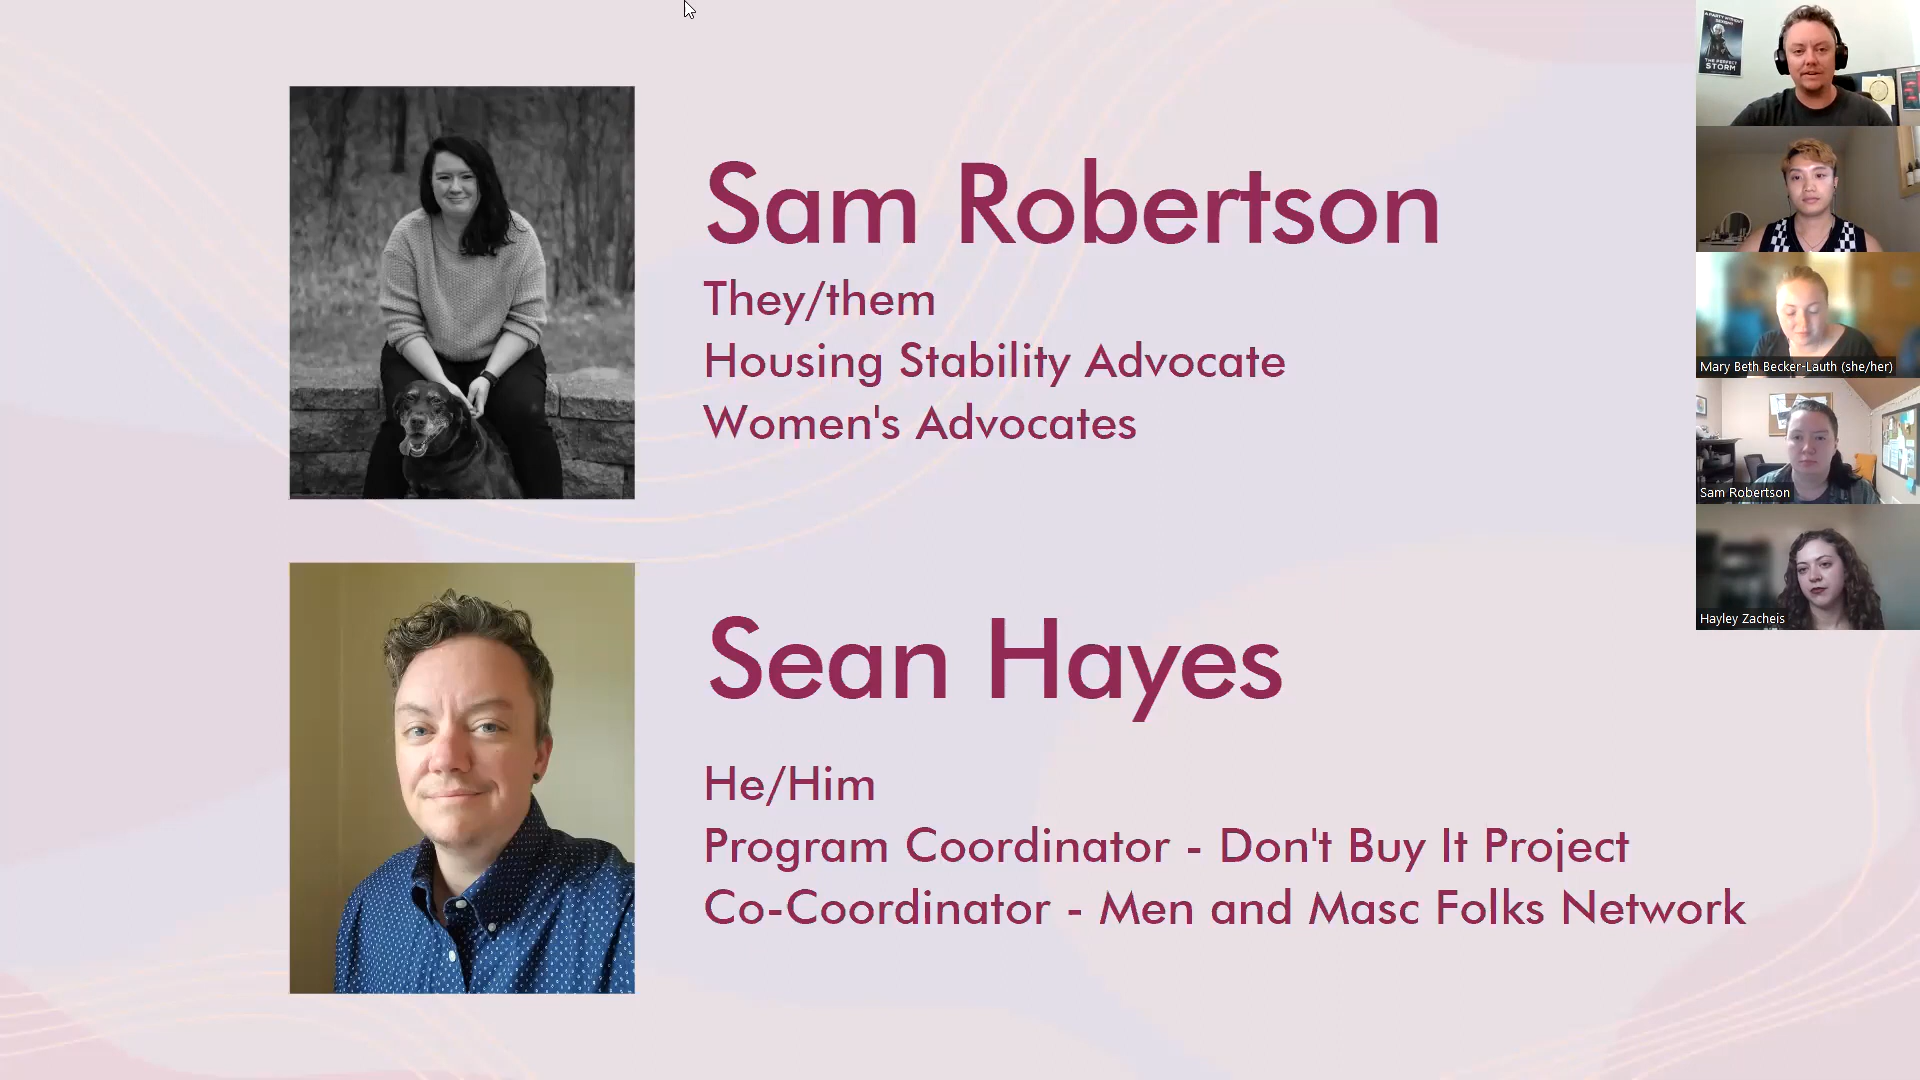 Sam Robertson
They/them
Housing Stability Advocate
Women's Advocates
Sean Hayes
He/Him
Program Coordinator - Don't Buy It Project
Co-Coordinator - Men and Masc Folks Network
THE PERFECT
STORM
Mary Beth Becker-Lauth (she/her)
Sam Robertson
Hayley Zacheis